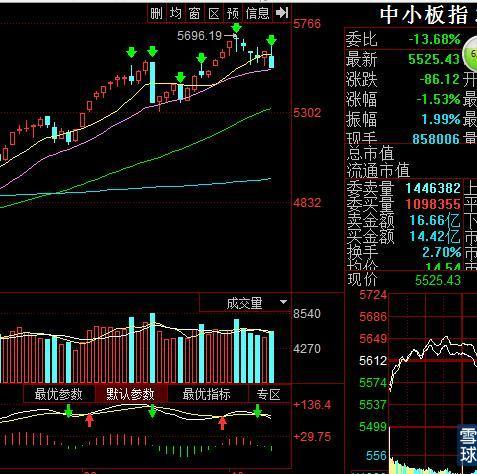 删 均 窗 区 预 信息
中小板指
5766
5696.19
5302
4832
委比 -13.68%
最新 5525.43
涨跌 -86.12 开
涨幅 -1.53% 最
振幅 1.99% 最
现手 858006 量
总市值
流通市值
委卖量 1446382 上
委买量 1098355 平
卖金额 16.66亿 下
买金额 14.42亿 市
换手 2.70% 市
均价 14.54 市
现价 5525.43
成交量
8540
4270
最优参数 默认参数 最优指标 专区
+136.4
+29.75
5724
5686
5649
5612
5574
5537
5499
556
雪球